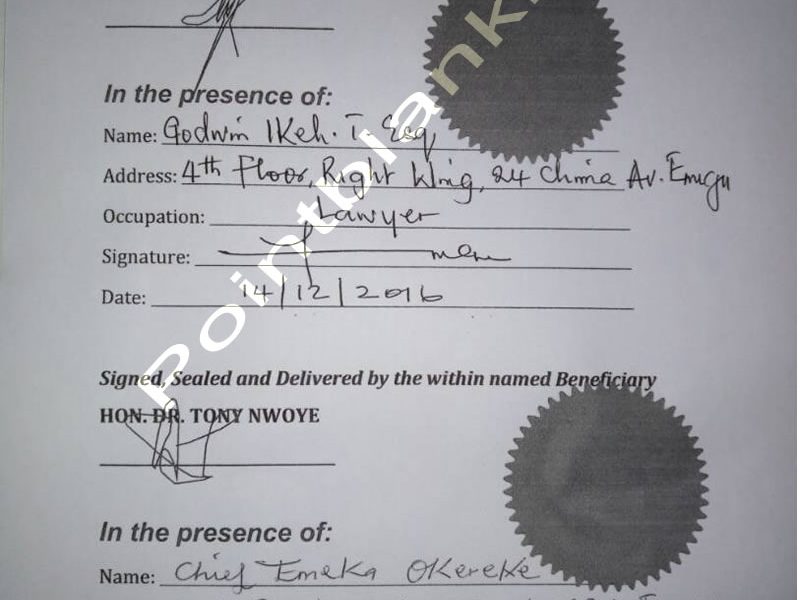 In the presence of:
Name: Godwin IKeh. T. Esq
Address: 4th Floor, Right Wing, 24 Chime Av. Enugu
Occupation: Lawyer
Signature:
Date: 14/12/2016
Signed, Sealed and Delivered by the within named Beneficiary
HON. DR. TONY NWOYE
In the presence of:
Name: Chief Emeka OKereke
Pointblank